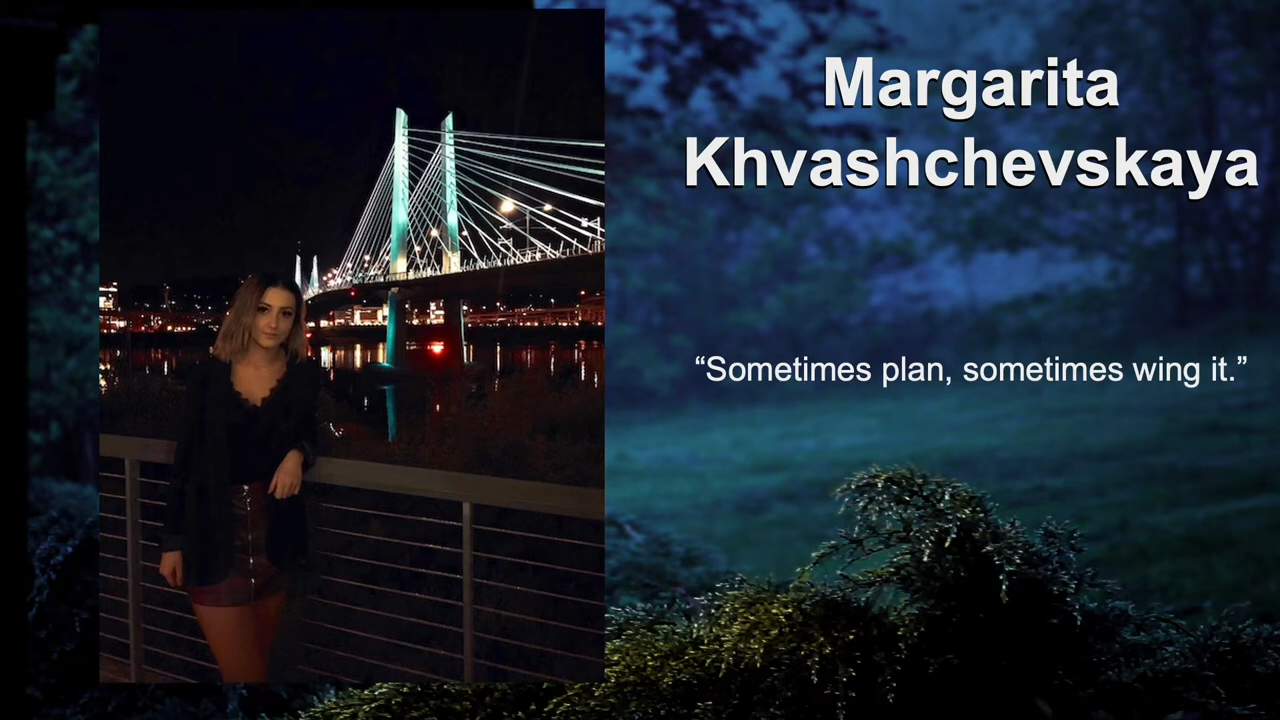 Margarita
Khvashchevskaya
“Sometimes plan, sometimes wing it.”